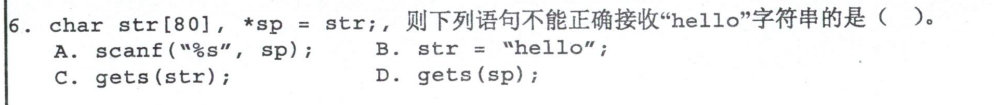 6. char str[80], *sp = str;, 则下列语句不能正确接收“hello”字符串的是（ ）。
A. scanf("%s", sp); B. str = "hello";
C. gets(str); D. gets(sp);